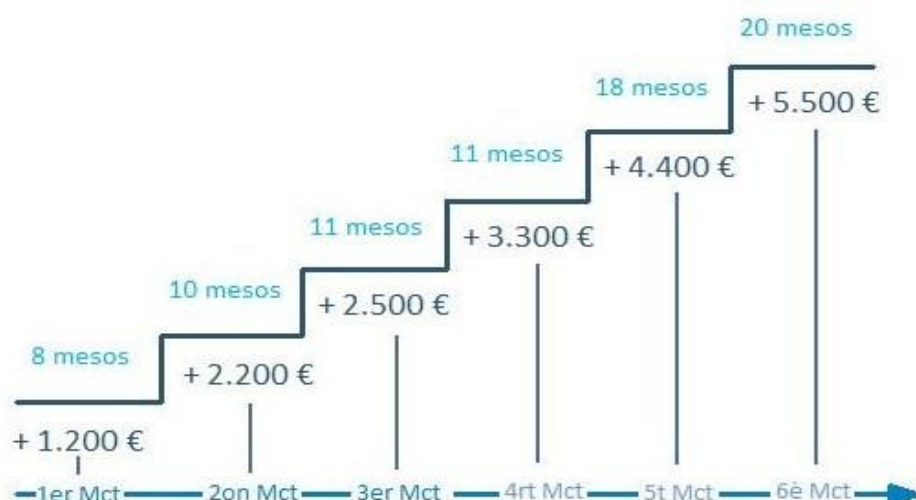 20 mesos
+ 5.500 €
18 mesos
+ 4.400 €
11 mesos
+ 3.300 €
11 mesos
+ 2.500 €
10 mesos
+ 2.200 €
8 mesos
+ 1.200 €
1er Mct
2on Mct
3er Mct
4rt Mct
5t Mct
6è Mct